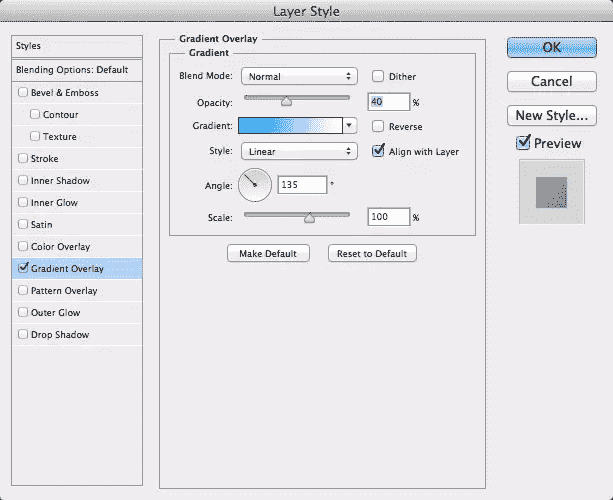 Layer Style
Styles
Blending Options: Default
Bevel & Emboss
Contour
Texture
Stroke
Inner Shadow
Inner Glow
Satin
Color Overlay
Gradient Overlay
Pattern Overlay
Outer Glow
Drop Shadow
Gradient Overlay
Gradient
Blend Mode: Normal Dither
Opacity: 40 %
Gradient: Reverse
Style: Linear Align with Layer
Angle: 135 °
Scale: 100 %
Make Default Reset to Default
OK
Cancel
New Style...
Preview